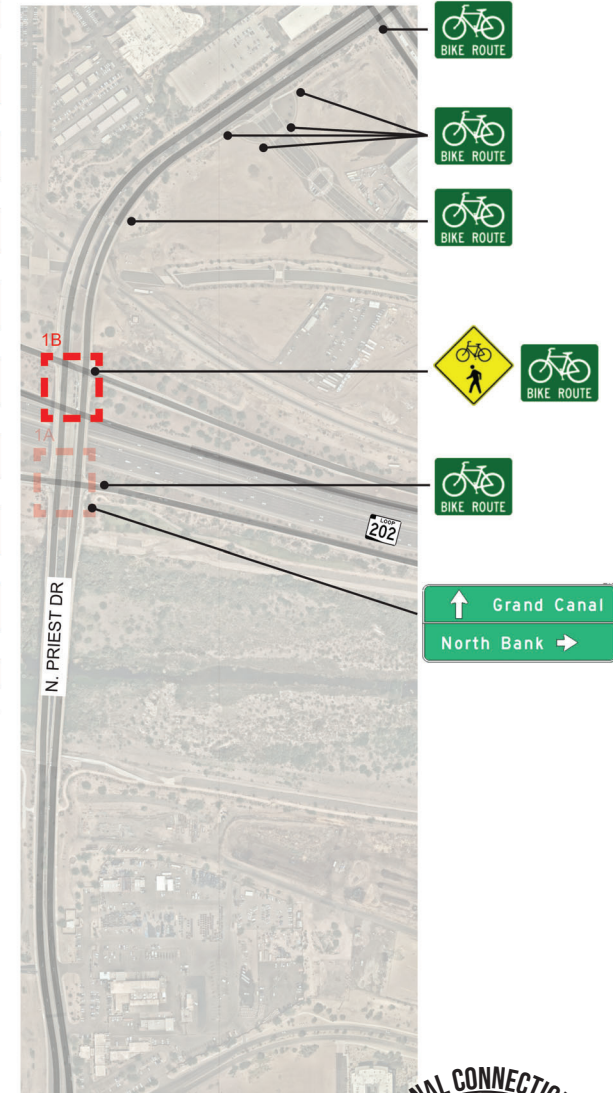 BIKE ROUTE
BIKE ROUTE
BIKE ROUTE
1B
BIKE ROUTE
1A
BIKE ROUTE
LOOP
202
N. PRIEST DR
Grand Canal
North Bank